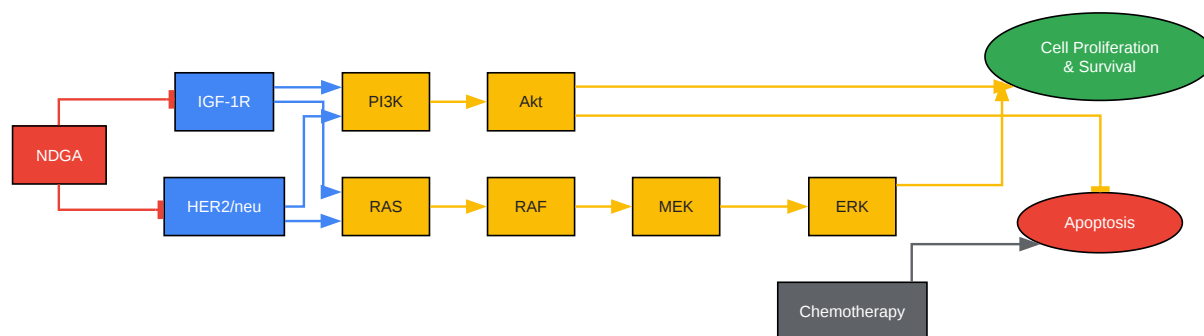 Cell Proliferation
& Survival
IGF-1R
PI3K
Akt
NDGA
HER2/neu
RAS
RAF
MEK
ERK
Apoptosis
Chemotherapy